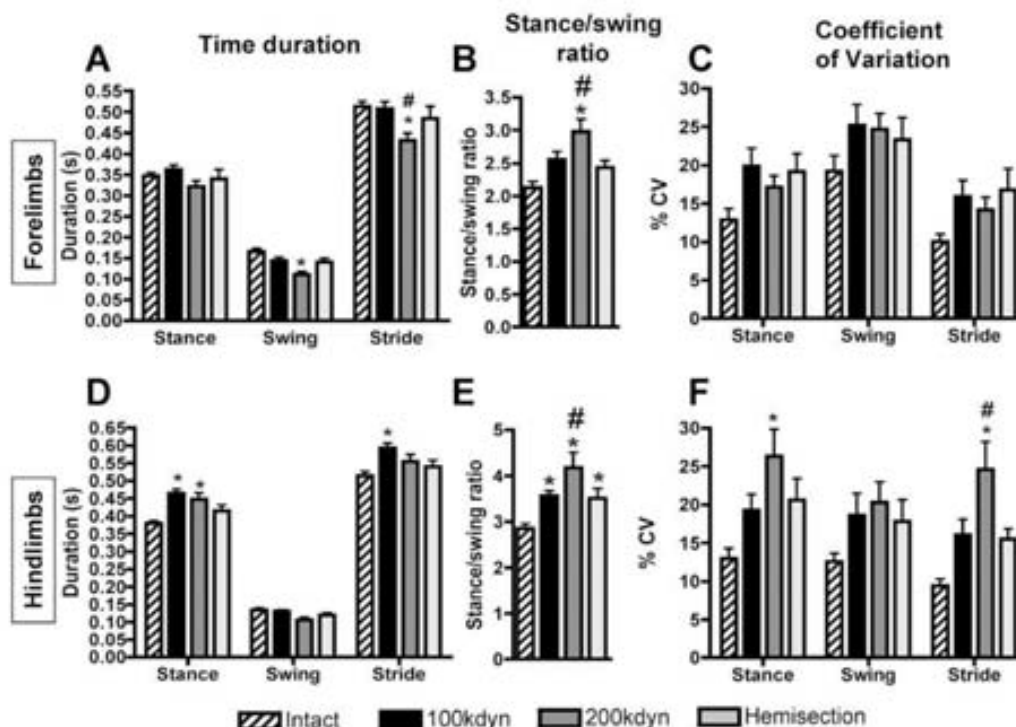 Time duration
Stance/swing
ratio
Coefficient
of Variation
A
B
C
Forelimbs
Duration (s)
0.55
0.50
0.45
0.40
0.35
0.30
0.25
0.20
0.15
0.10
0.05
0.00
#
*
*
Stance
Swing
Stride
Stance/swing ratio
3.5
3.0
2.5
2.0
1.5
1.0
0.5
0.0
#
*
% CV
30
25
20
15
10
5
0
Stance
Swing
Stride
D
E
F
Hindlimbs
Duration (s)
0.65
0.60
0.55
0.50
0.45
0.40
0.35
0.30
0.25
0.20
0.15
0.10
0.05
0.00
*
*
*
Stance
Swing
Stride
Stance/swing ratio
5
4
3
2
1
0
*
#
*
*
% CV
30
25
20
15
10
5
0
*
#
*
Stance
Swing
Stride
Intact
100kdyn
200kdyn
Hemisection